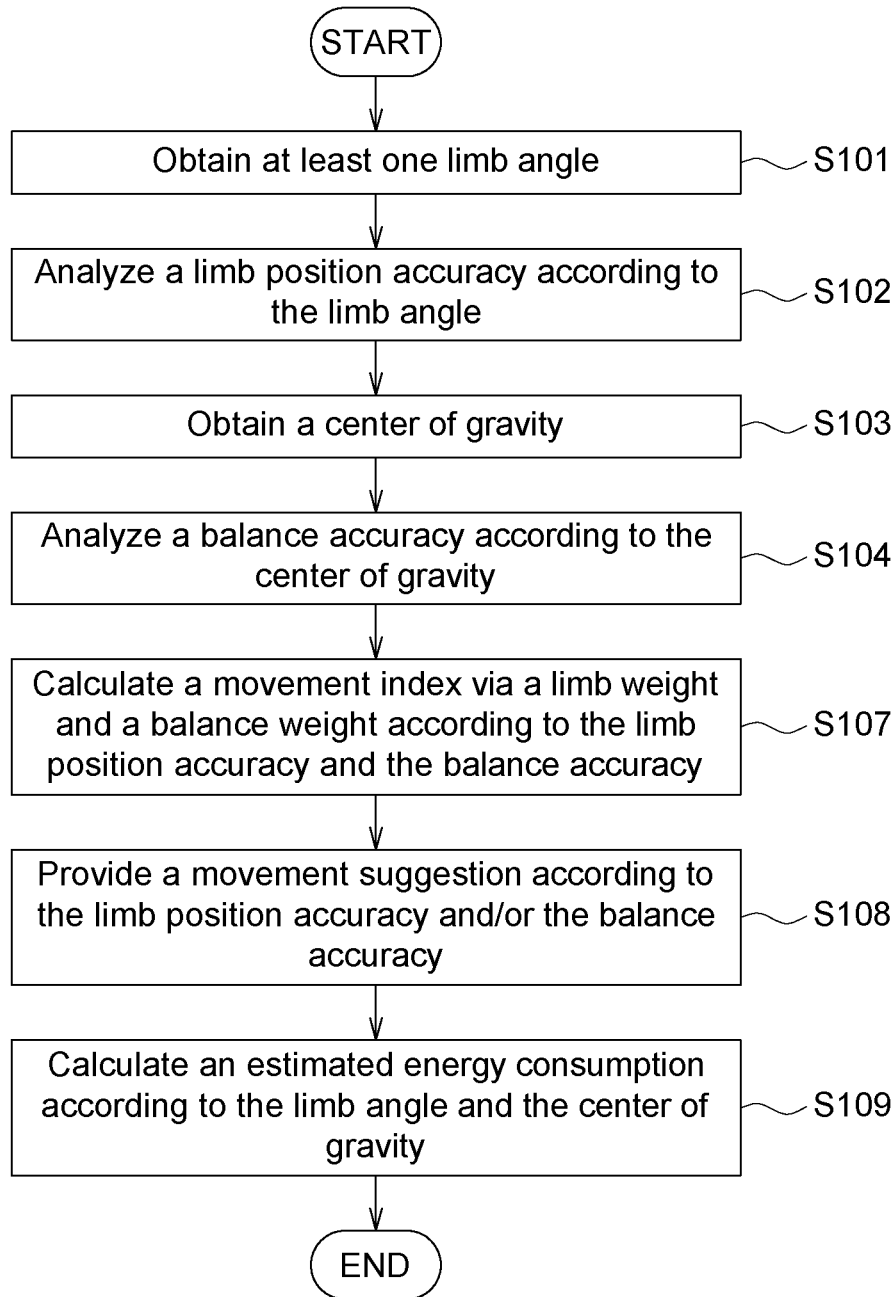 START
Obtain at least one limb angle
S101
Analyze a limb position accuracy according to
the limb angle
S102
Obtain a center of gravity
S103
Analyze a balance accuracy according to the
center of gravity
S104
Calculate a movement index via a limb weight
and a balance weight according to the limb
position accuracy and the balance accuracy
S107
Provide a movement suggestion according to
the limb position accuracy and/or the balance
accuracy
S108
Calculate an estimated energy consumption
according to the limb angle and the center of
gravity
S109
END